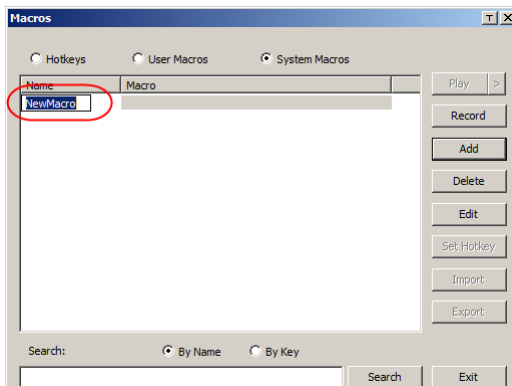 Macros
T X
Hotkeys User Macros System Macros
Name Macro
NewMacro
Play >
Record
Add
Delete
Edit
Set Hotkey
Import
Export
Search: By Name By Key
Search Exit